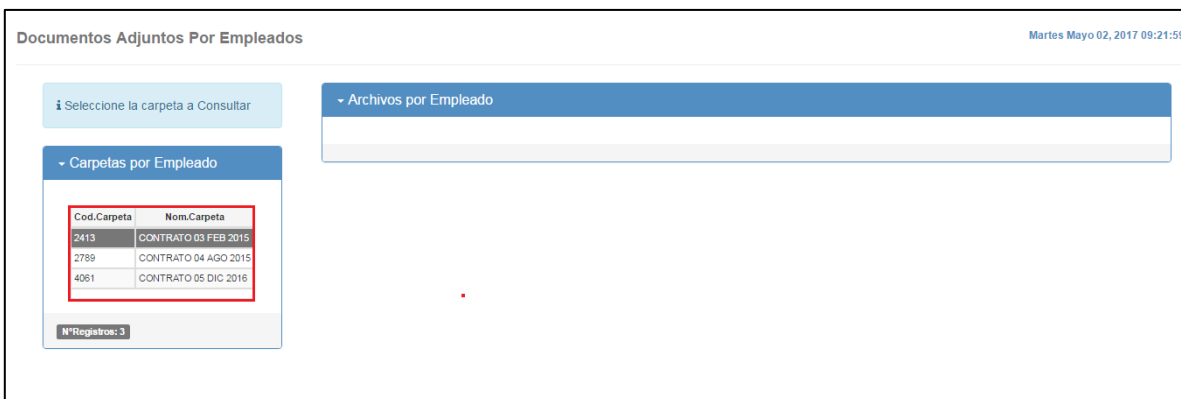 Documentos Adjuntos Por Empleados
Martes Mayo 02, 2017 09:21:59
Seleccione la carpeta a Consultar
Archivos por Empleado
Carpetas por Empleado
Cod.Carpeta Nom.Carpeta
2413 CONTRATO 03 FEB 2015
2789 CONTRATO 04 AGO 2015
4061 CONTRATO 05 DIC 2016
N°Registros: 3